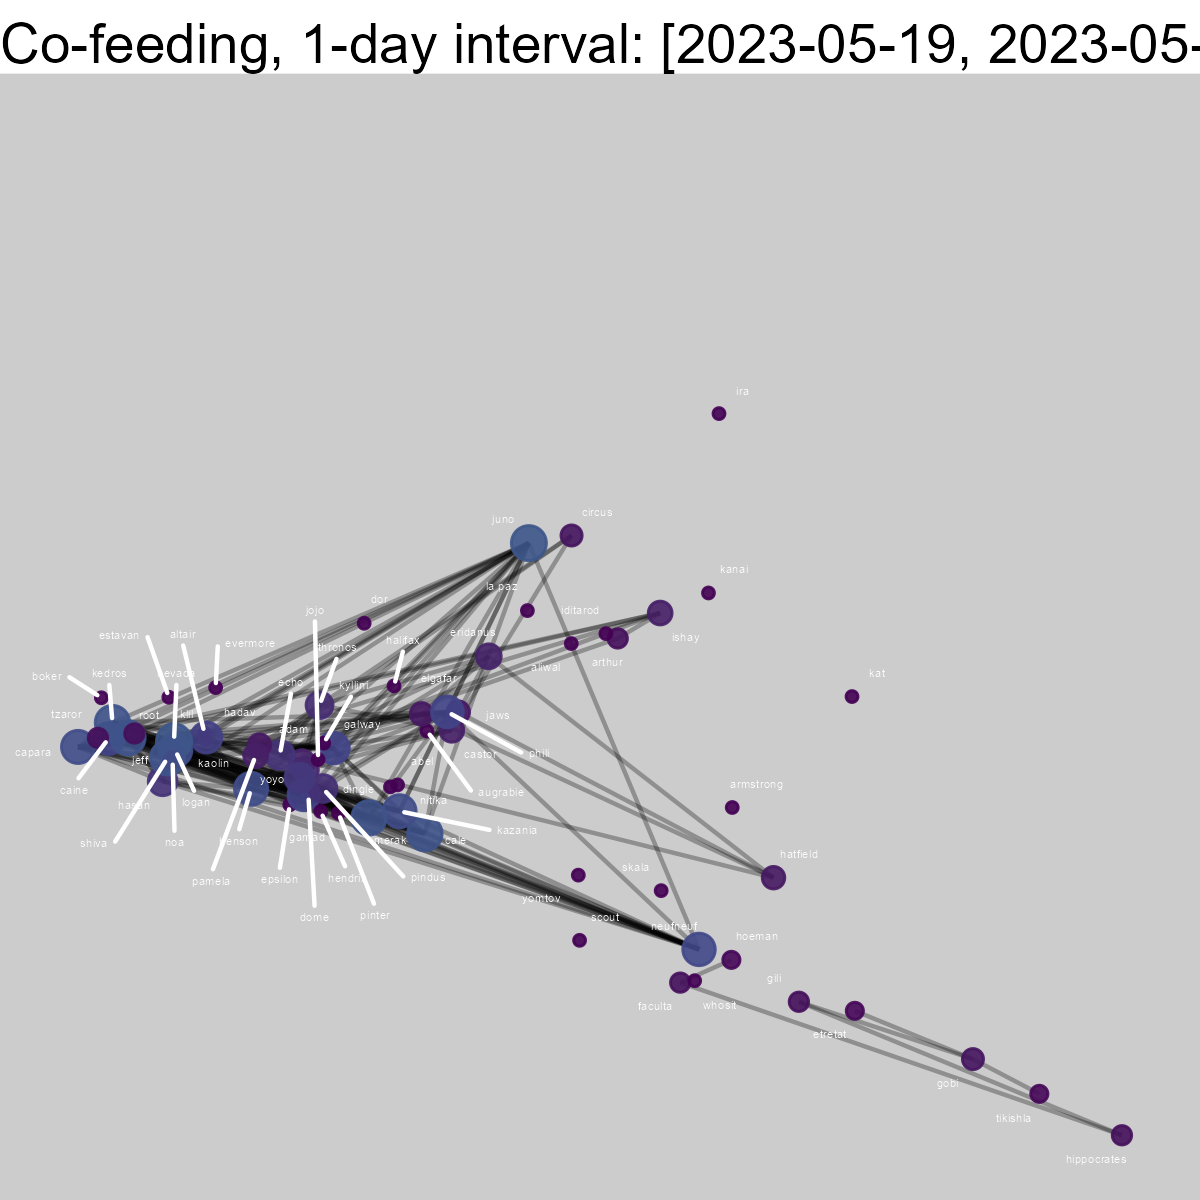 Co-feeding, 1-day interval: [2023-05-19, 2023-05-
ira
juno
circus
kanai
la paz
dor
jojo
iditarod
estavan
altair
evermore
thronos
halifax
eridanus
ishay
arthur
aliwal
boker
kedros
nevada
echo
kyllini
elgafar
kat
tzaror
root
klil
hadav
adam
galway
jaws
capara
jeff
kaolin
yoyo
abel
castor
phili
caine
hasan
logan
dingle
nitika
augrabie
armstrong
shiva
noa
benson
gamad
merak
cale
kazania
pamela
epsilon
hendrix
pindus
hatfield
skala
dome
pinter
yomtov
scout
neufneuf
hoeman
gili
faculta
whosit
etretat
gobi
tikishla
hippocrates